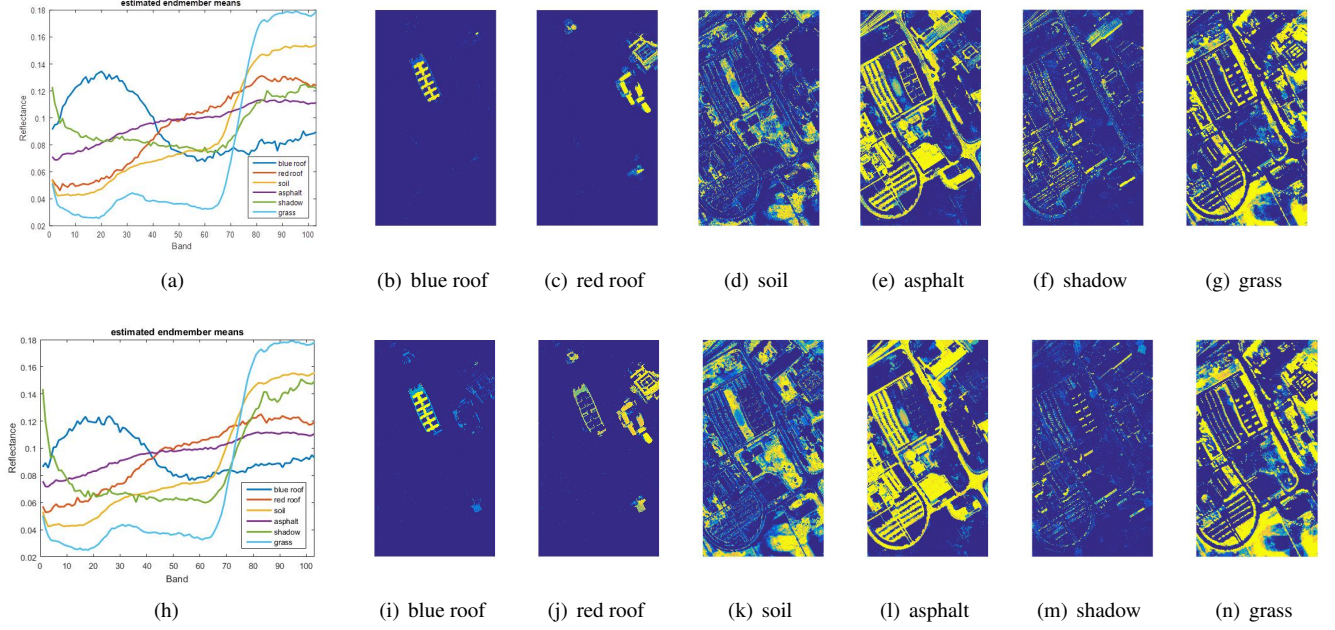 estimated endmember means
0.18
0.16
0.14
0.12
0.1
0.08
0.06
0.04
0.02
Reflectance
blue roof
red roof
soil
asphalt
shadow
grass
0 10 20 30 40 50 60 70 80 90 100
Band
(a) (b) blue roof (c) red roof (d) soil (e) asphalt (f) shadow (g) grass
estimated endmember means
0.18
0.16
0.14
0.12
0.1
0.08
0.06
0.04
0.02
Reflectance
blue roof
red roof
soil
asphalt
shadow
grass
0 10 20 30 40 50 60 70 80 90 100
Band
(h) (i) blue roof (j) red roof (k) soil (l) asphalt (m) shadow (n) grass